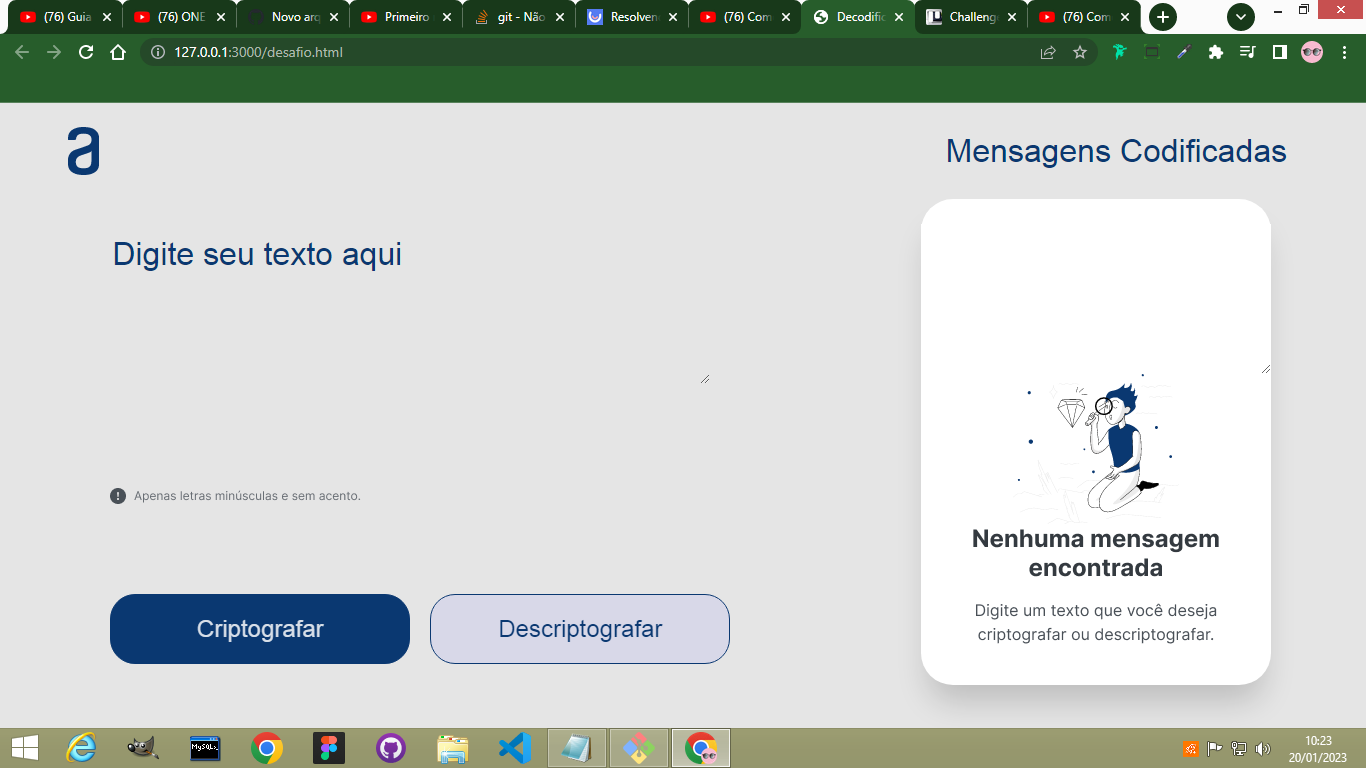 (76) Guia
(76) ONE
Novo arq
Primeiro
git - Não
Resolven
(76) Com
Decodific
Challeng
(76) Com
127.0.0.1:3000/desafio.html
a
Mensagens Codificadas
Digite seu texto aqui
Apenas letras minúsculas e sem acento.
Nenhuma mensagem
encontrada
Digite um texto que você deseja
criptografar ou descriptografar.
Criptografar
Descriptografar
10:23
20/01/2023